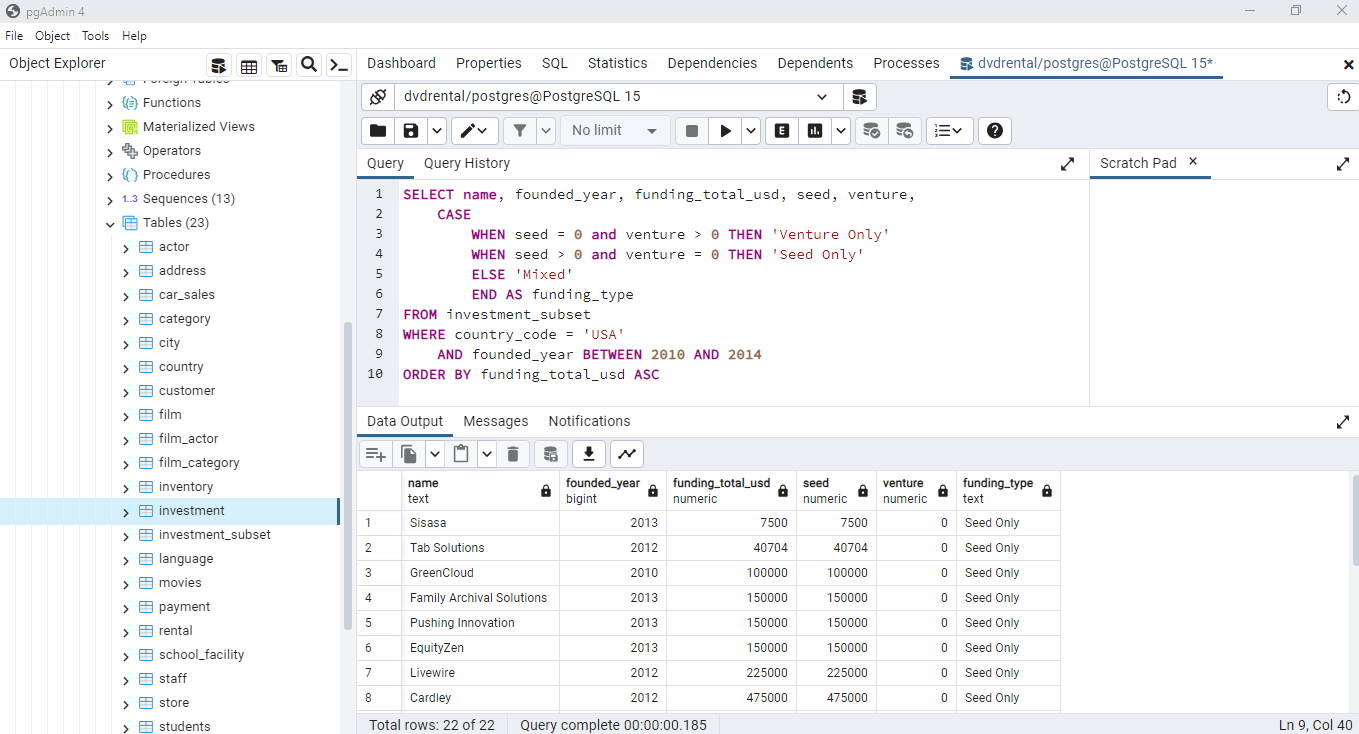 pgAdmin 4
File Object Tools Help
Object Explorer
Dashboard Properties SQL Statistics Dependencies Dependents Processes dvdrental/postgres@PostgreSQL 15*
Foreign Tables
Functions
Materialized Views
Operators
Procedures
1..3 Sequences (13)
Tables (23)
actor
address
car_sales
category
city
country
customer
film
film_actor
film_category
inventory
investment
investment_subset
language
movies
payment
rental
school_facility
staff
store
students
dvdrental/postgres@PostgreSQL 15
No limit
E
Query Query History
Scratch Pad
1 SELECT name, founded_year, funding_total_usd, seed, venture,
2 CASE
3 WHEN seed = 0 and venture > 0 THEN 'Venture Only'
4 WHEN seed > 0 and venture = 0 THEN 'Seed Only'
5 ELSE 'Mixed'
6 END AS funding_type
7 FROM investment_subset
8 WHERE country_code = 'USA'
9 AND founded_year BETWEEN 2010 AND 2014
10 ORDER BY funding_total_usd ASC
Data Output Messages Notifications
name founded_year funding_total_usd seed venture funding_type
text bigint numeric numeric numeric text
1 Sisasa 2013 7500 7500 0 Seed Only
2 Tab Solutions 2012 40704 40704 0 Seed Only
3 GreenCloud 2010 100000 100000 0 Seed Only
4 Family Archival Solutions 2013 150000 150000 0 Seed Only
5 Pushing Innovation 2013 150000 150000 0 Seed Only
6 EquityZen 2013 150000 150000 0 Seed Only
7 Livewire 2012 225000 225000 0 Seed Only
8 Cardley 2012 475000 475000 0 Seed Only
Total rows: 22 of 22 Query complete 00:00:00.185 Ln 9, Col 40